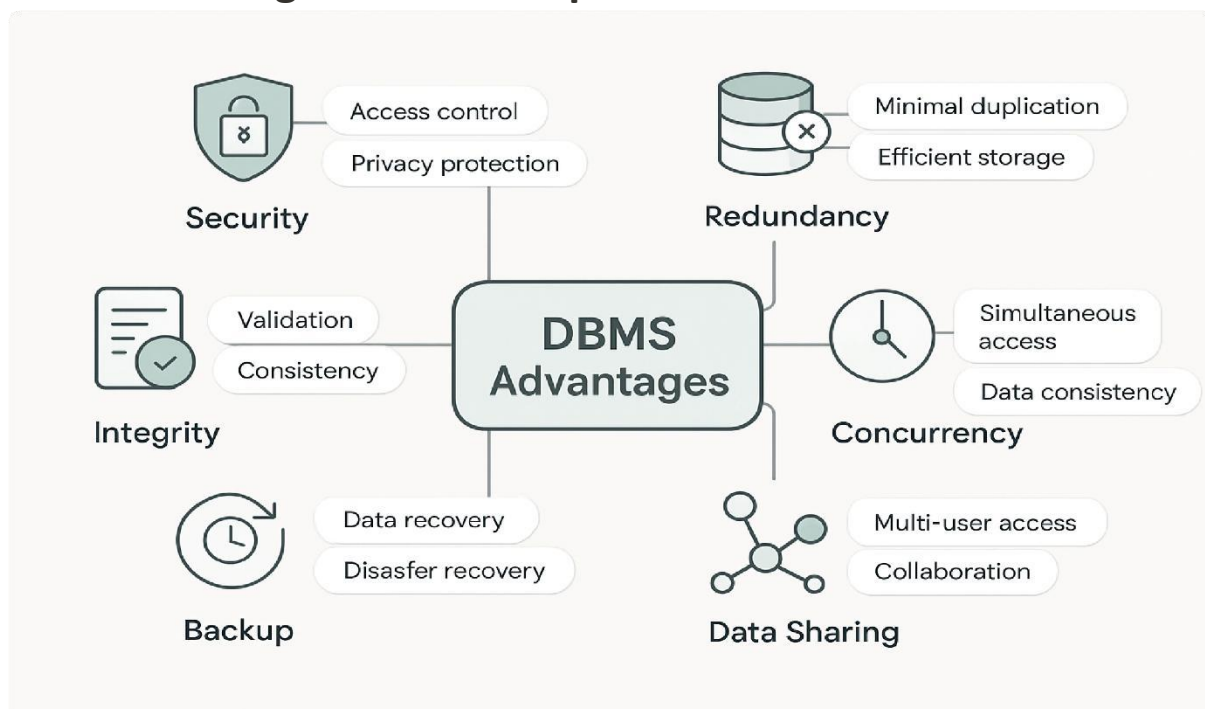 Access control
Privacy protection
Security
Minimal duplication
Efficient storage
Redundancy
Validation
Consistency
Integrity
DBMS
Advantages
Simultaneous
access
Data consistency
Concurrency
Data recovery
Disasfer recovery
Backup
Multi-user access
Collaboration
Data Sharing